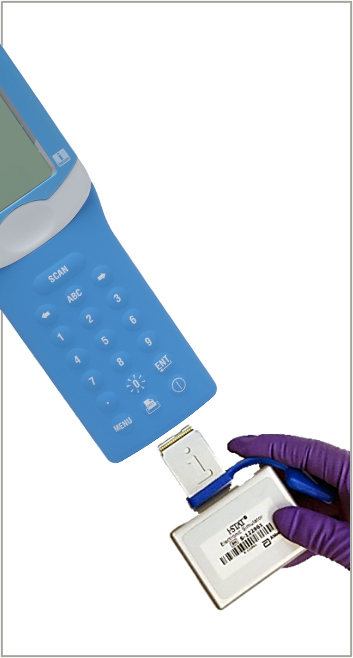 SCAN
ABC
1 2 3
4 5 6
7 8 9
. 0 ENT
MENU
i
i-STAT®
Electronic Simulator